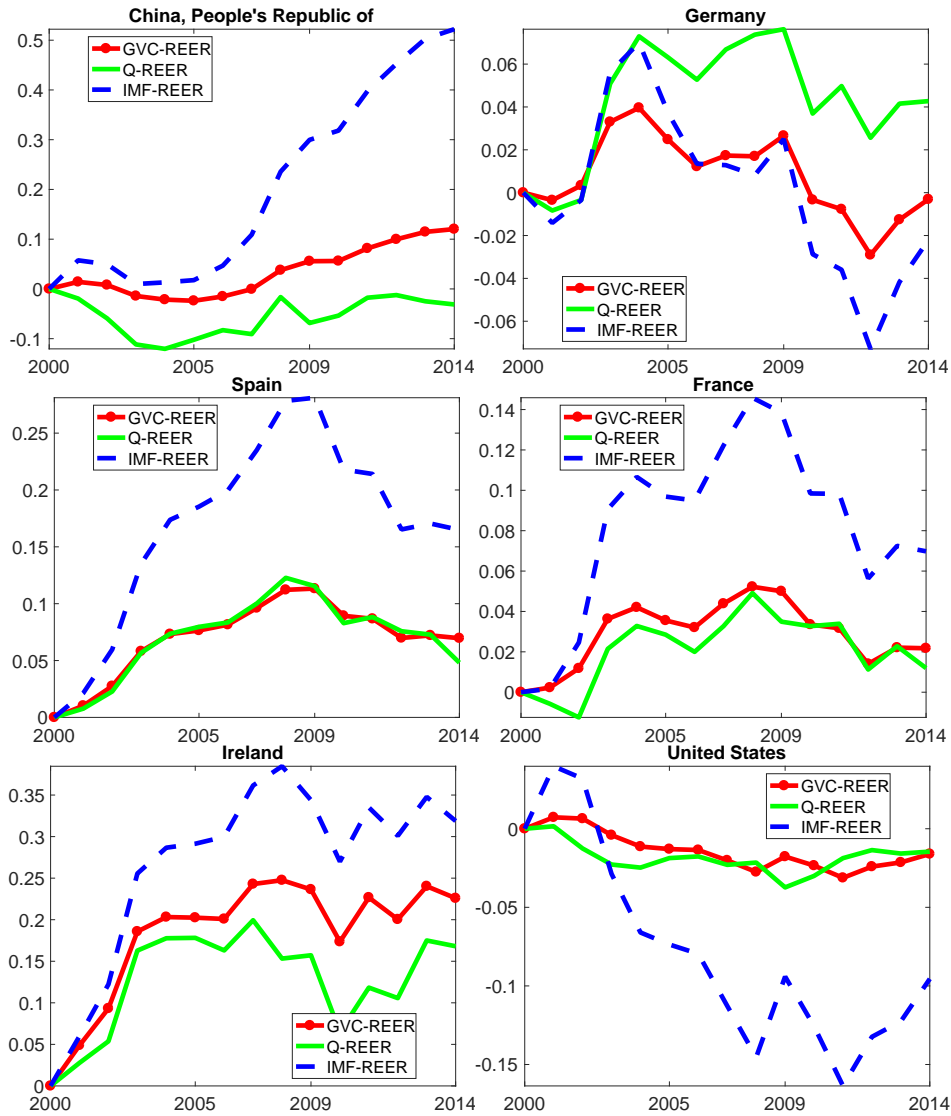 China, People's Republic of
0.5
0.4
0.3
0.2
0.1
0
-0.1
GVC-REER
Q-REER
IMF-REER
2000
2005
2009
2014
Germany
0.06
0.04
0.02
0
-0.02
-0.04
-0.06
GVC-REER
Q-REER
IMF-REER
2000
2005
2009
2014
Spain
0.25
0.2
0.15
0.1
0.05
0
GVC-REER
Q-REER
IMF-REER
2000
2005
2009
2014
France
0.14
0.12
0.1
0.08
0.06
0.04
0.02
0
GVC-REER
Q-REER
IMF-REER
2000
2005
2009
2014
Ireland
0.35
0.3
0.25
0.2
0.15
0.1
0.05
0
GVC-REER
Q-REER
IMF-REER
2000
2005
2009
2014
United States
0
-0.05
-0.1
-0.15
GVC-REER
Q-REER
IMF-REER
2000
2005
2009
2014